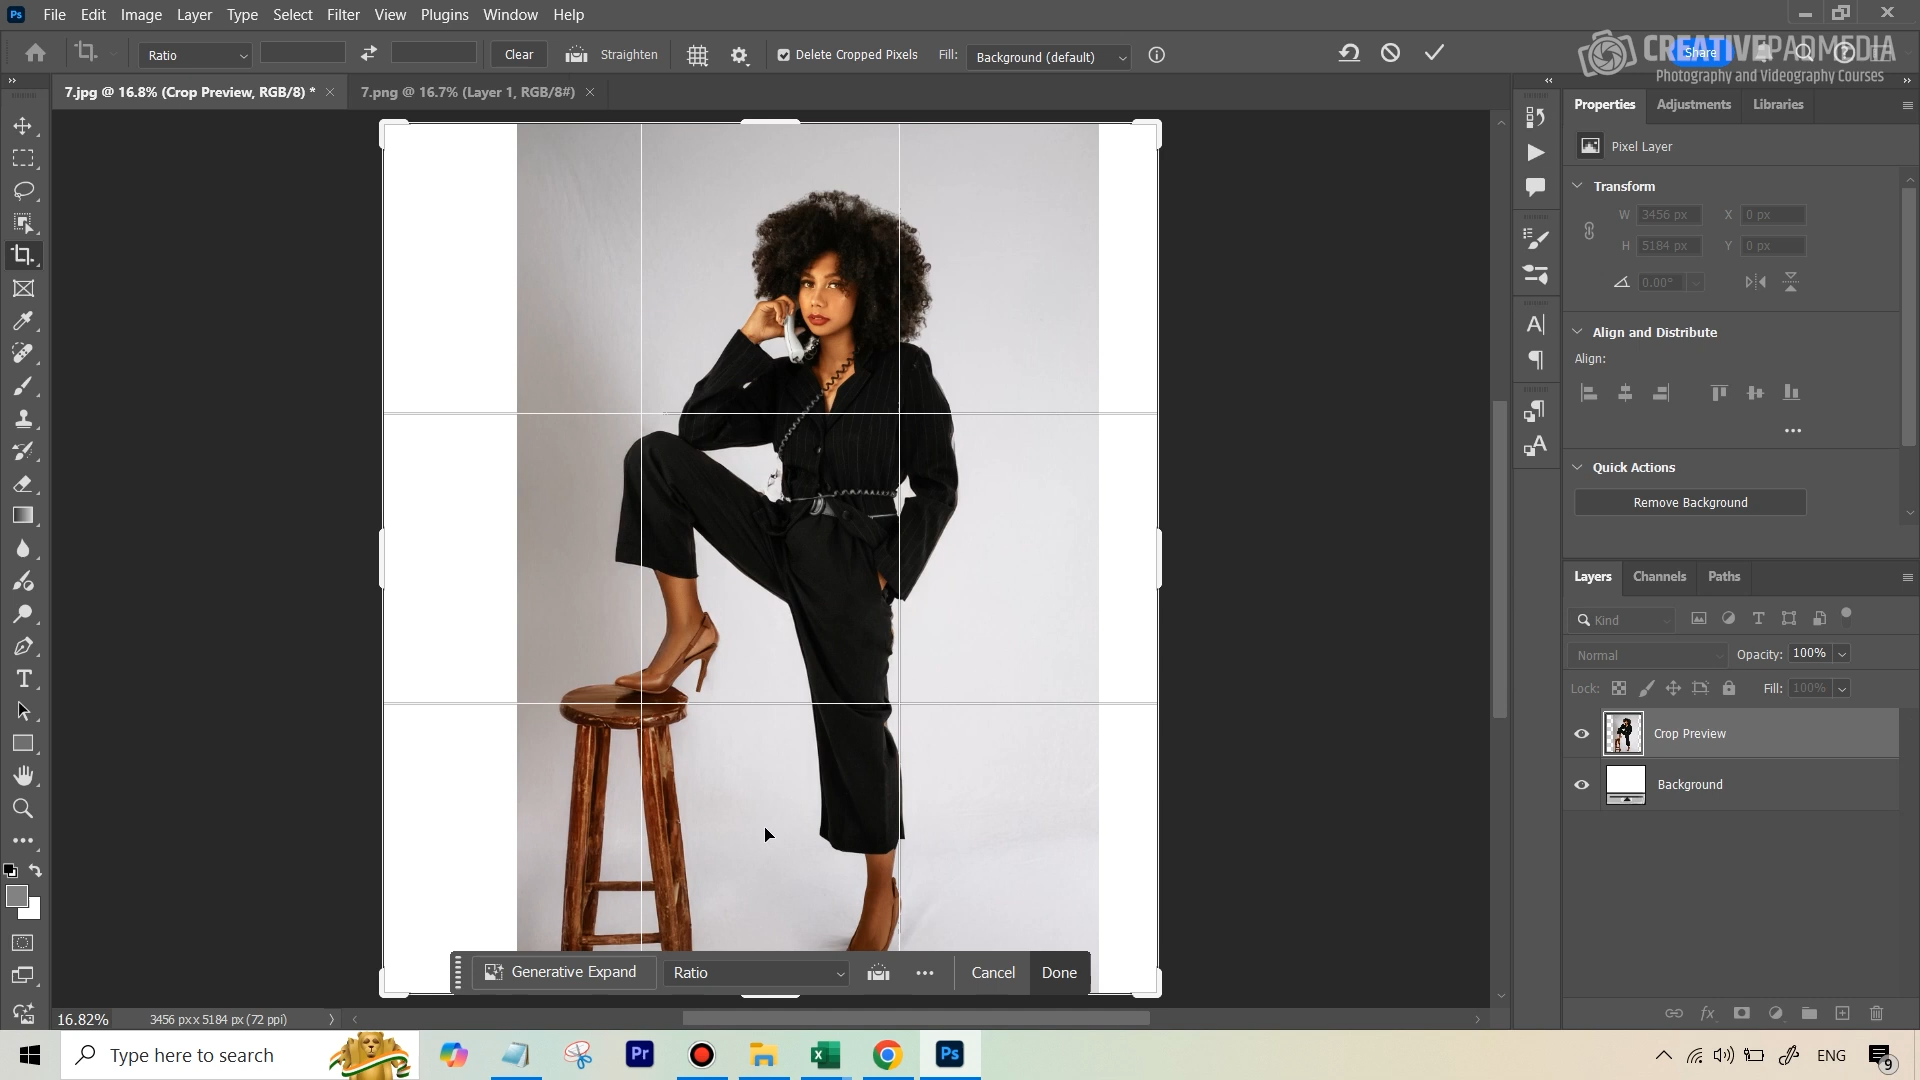 Ps File Edit Image Layer Type Select Filter View Plugins Window Help
Ratio Clear Straighten Delete Cropped Pixels Fill: Background (default) Share
CREATIVEPADMEDIA
Photography and Videography Courses
7.jpg @ 16.8% (Crop Preview, RGB/8) * 7.png @ 16.7% (Layer 1, RGB/8#)
Properties Adjustments Libraries
Pixel Layer
Transform
W 3456 px X 0 px
H 5184 px Y 0 px
0.00°
Align and Distribute
Align:
Quick Actions
Remove Background
Layers Channels Paths
Kind
Normal Opacity: 100%
Lock: Fill: 100%
Crop Preview
Background
Generative Expand Ratio Cancel Done
16.82% 3456 px x 5184 px (72 ppi)
Type here to search Pr Ps ENG 9